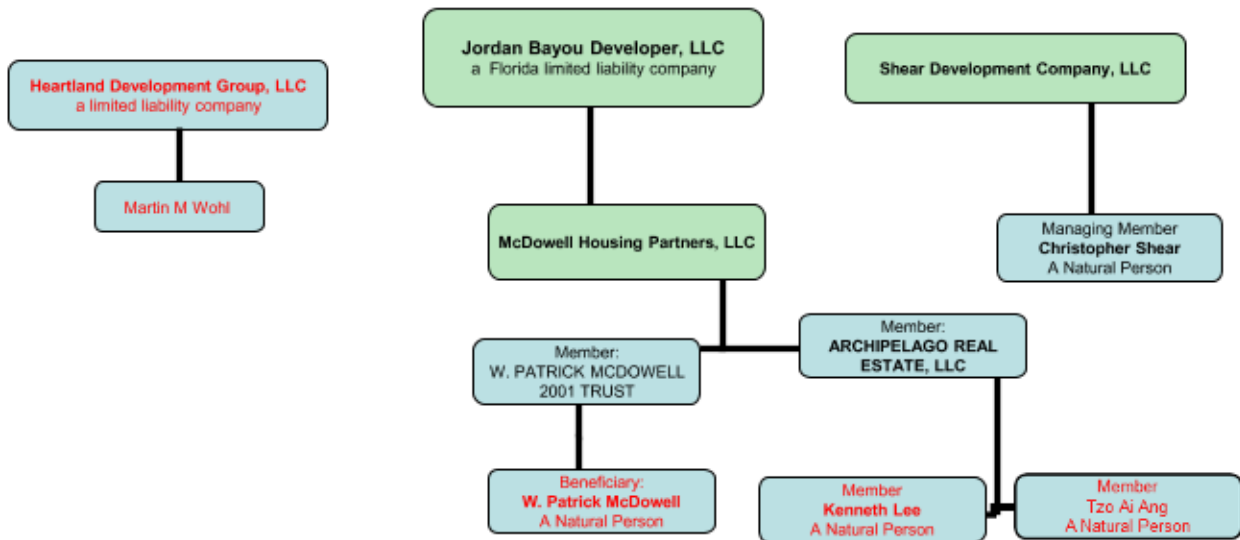 Heartland Development Group, LLC
a limited liability company
Martin M Wohl
Jordan Bayou Developer, LLC
a Florida limited liability company
McDowell Housing Partners, LLC
Member:
W. PATRICK MCDOWELL
2001 TRUST
Beneficiary:
W. Patrick McDowell
A Natural Person
Member:
ARCHIPELAGO REAL
ESTATE, LLC
Member
Kenneth Lee
A Natural Person
Member
Tzo Ai Ang
A Natural Person
Shear Development Company, LLC
Managing Member
Christopher Shear
A Natural Person